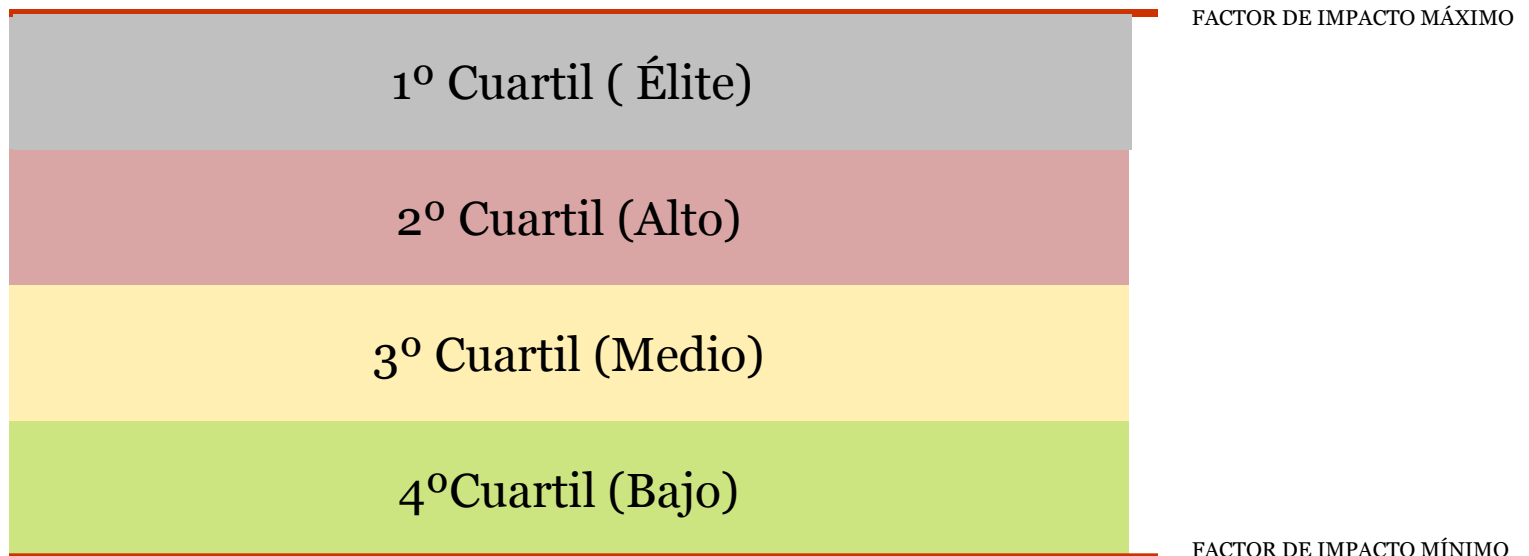 FACTOR DE IMPACTO MÁXIMO
1º Cuartil ( Élite)
2º Cuartil (Alto)
3º Cuartil (Medio)
4ºCuartil (Bajo)
FACTOR DE IMPACTO MÍNIMO